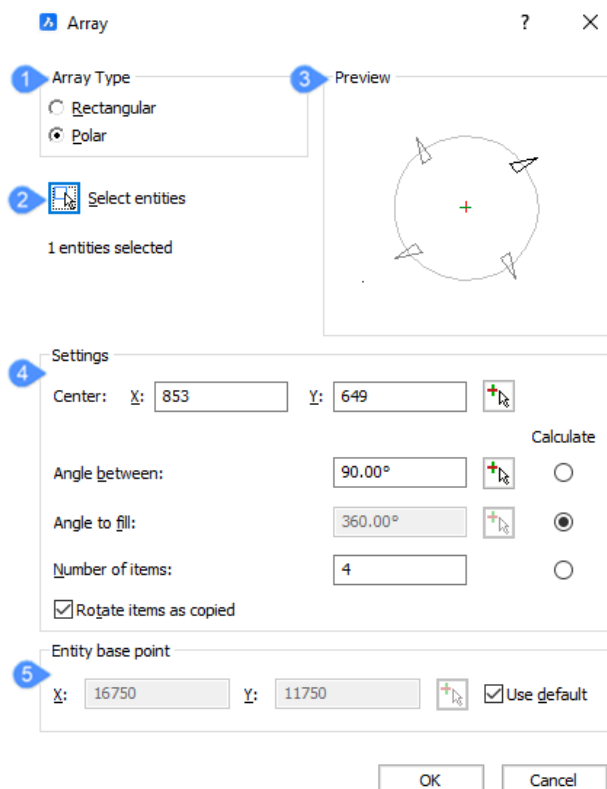 Array ?
1 Array Type
Rectangular
Polar
3 Preview
2 Select entities
1 entities selected
4 Settings
Center: X: 853 Y: 649
Calculate
Angle between: 90.00°
Angle to fill: 360.00°
Number of items: 4
Rotate items as copied
5 Entity base point
X: 16750 Y: 11750 Use default
OK Cancel